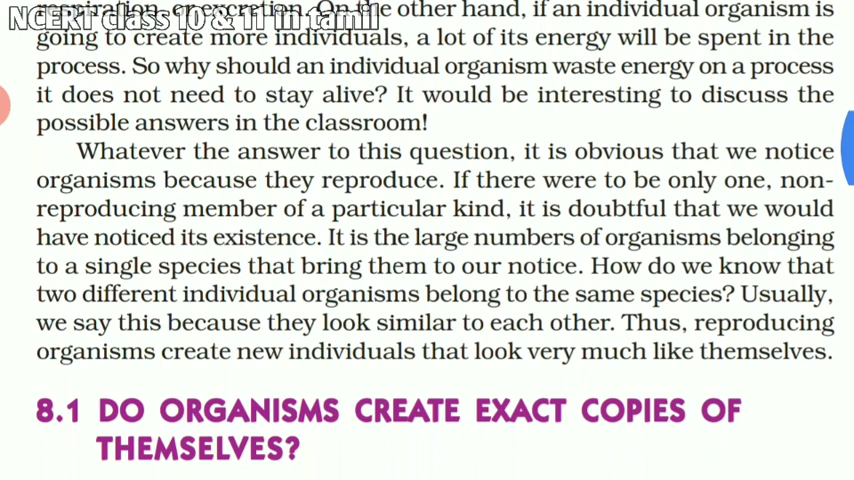 NCERT class 10 & 11 in tamil
respiration, or excretion. On the other hand, if an individual organism is
going to create more individuals, a lot of its energy will be spent in the
process. So why should an individual organism waste energy on a process
it does not need to stay alive? It would be interesting to discuss the
possible answers in the classroom!
Whatever the answer to this question, it is obvious that we notice
organisms because they reproduce. If there were to be only one, non-
reproducing member of a particular kind, it is doubtful that we would
have noticed its existence. It is the large numbers of organisms belonging
to a single species that bring them to our notice. How do we know that
two different individual organisms belong to the same species? Usually,
we say this because they look similar to each other. Thus, reproducing
organisms create new individuals that look very much like themselves.
8.1 DO ORGANISMS CREATE EXACT COPIES OF
THEMSELVES?